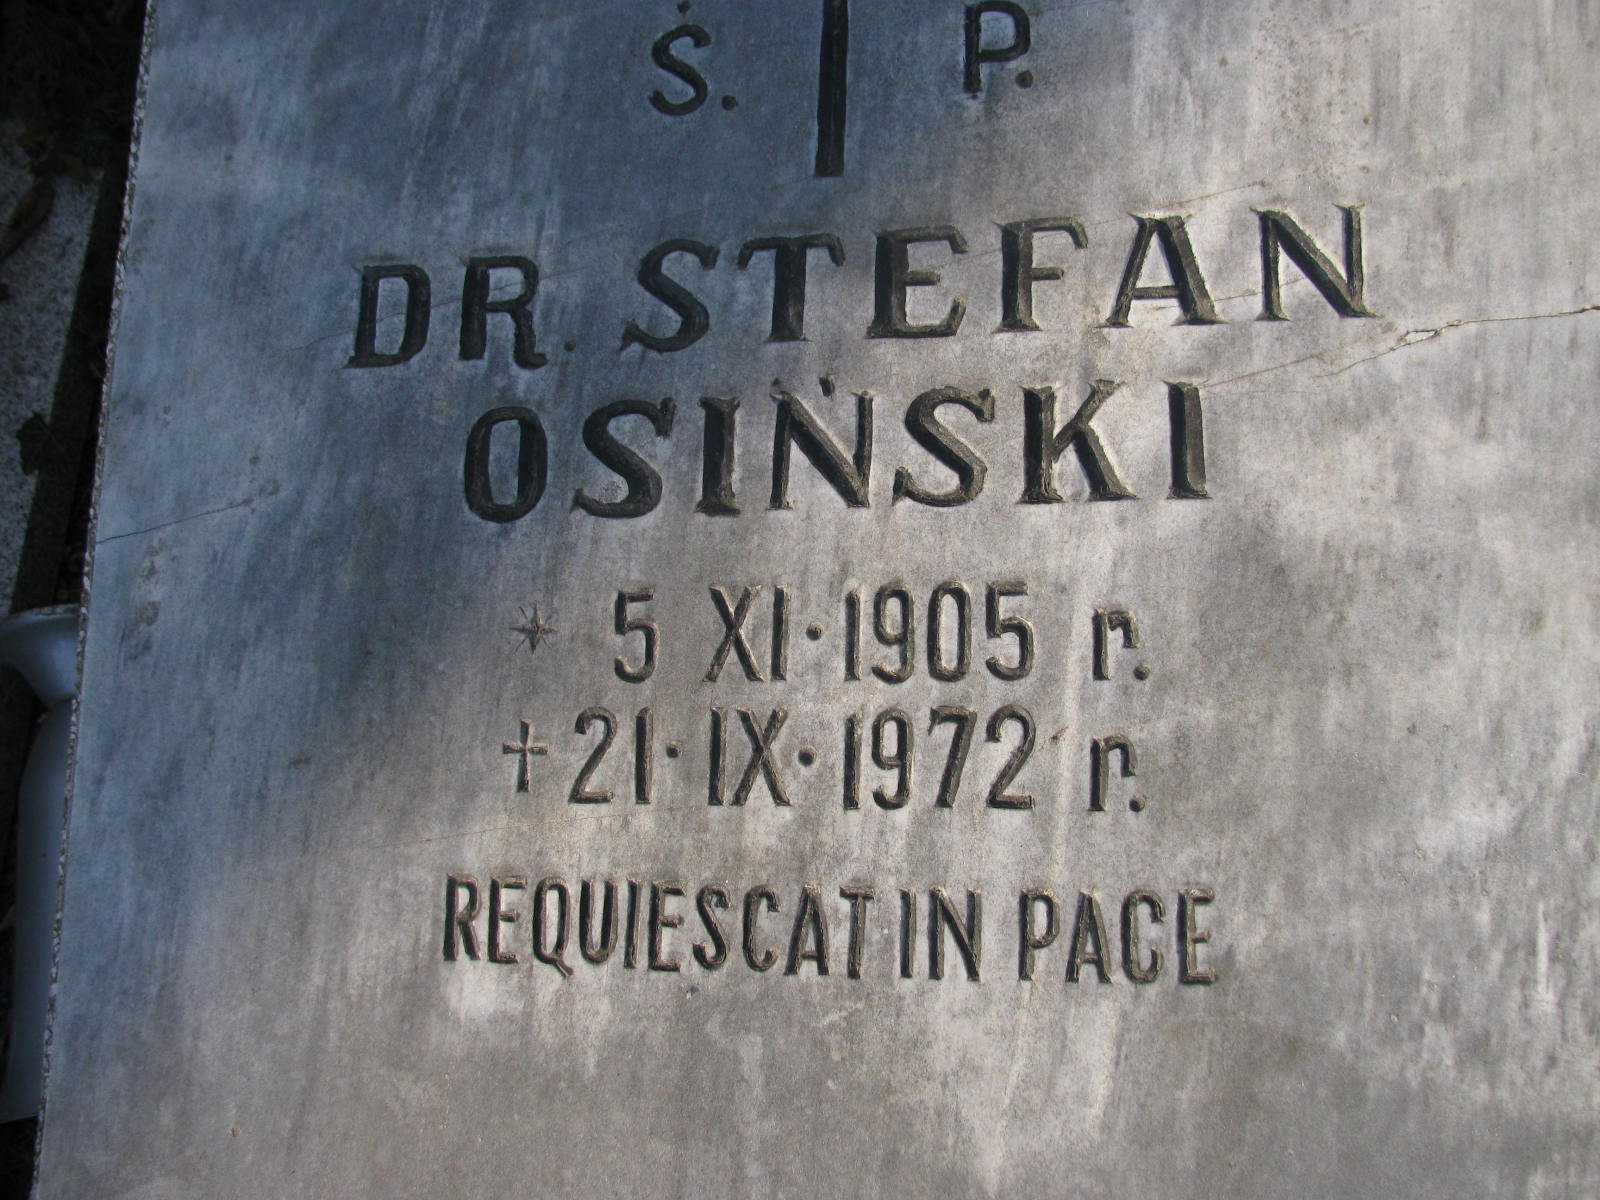 Ś. P.
DR. STEFAN
OSIŃSKI
* 5 XI·1905 r.
† 21·IX·1972 r.
REQUIESCAT IN PACE